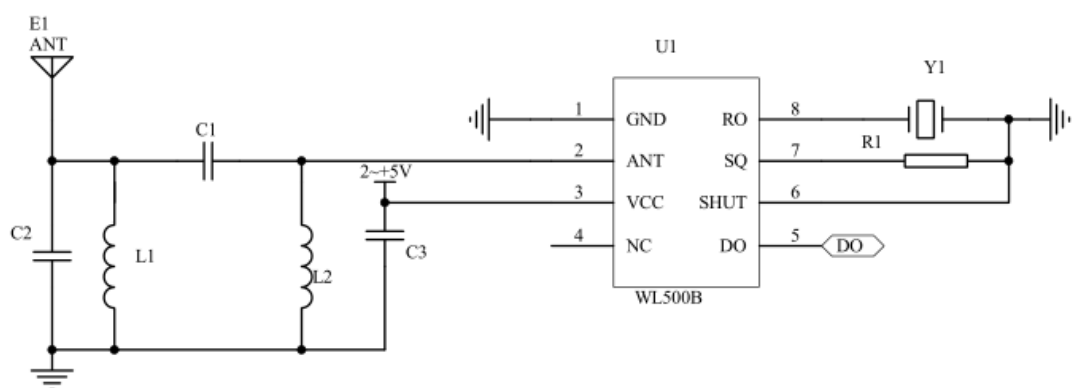 E1
ANT
U1
Y1
C1
1
GND
RO
8
R1
2
ANT
SQ
7
2~+5V
3
VCC
SHUT
6
C2
L1
L2
C3
4
NC
DO
5
DO
WL500B